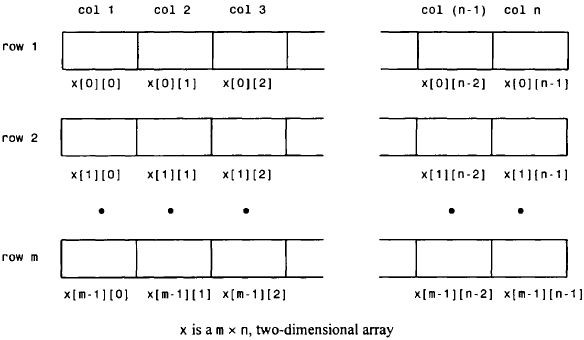 col 1 col 2 col 3 col (n-1) col n
row 1
x[0][0] x[0][1] x[0][2] x[0][n-2] x[0][n-1]
row 2
x[1][0] x[1][1] x[1][2] x[1][n-2] x[1][n-1]
row m
x[m-1][0] x[m-1][1] x[m-1][2] x[m-1][n-2] x[m-1][n-1]
x is a m × n, two-dimensional array